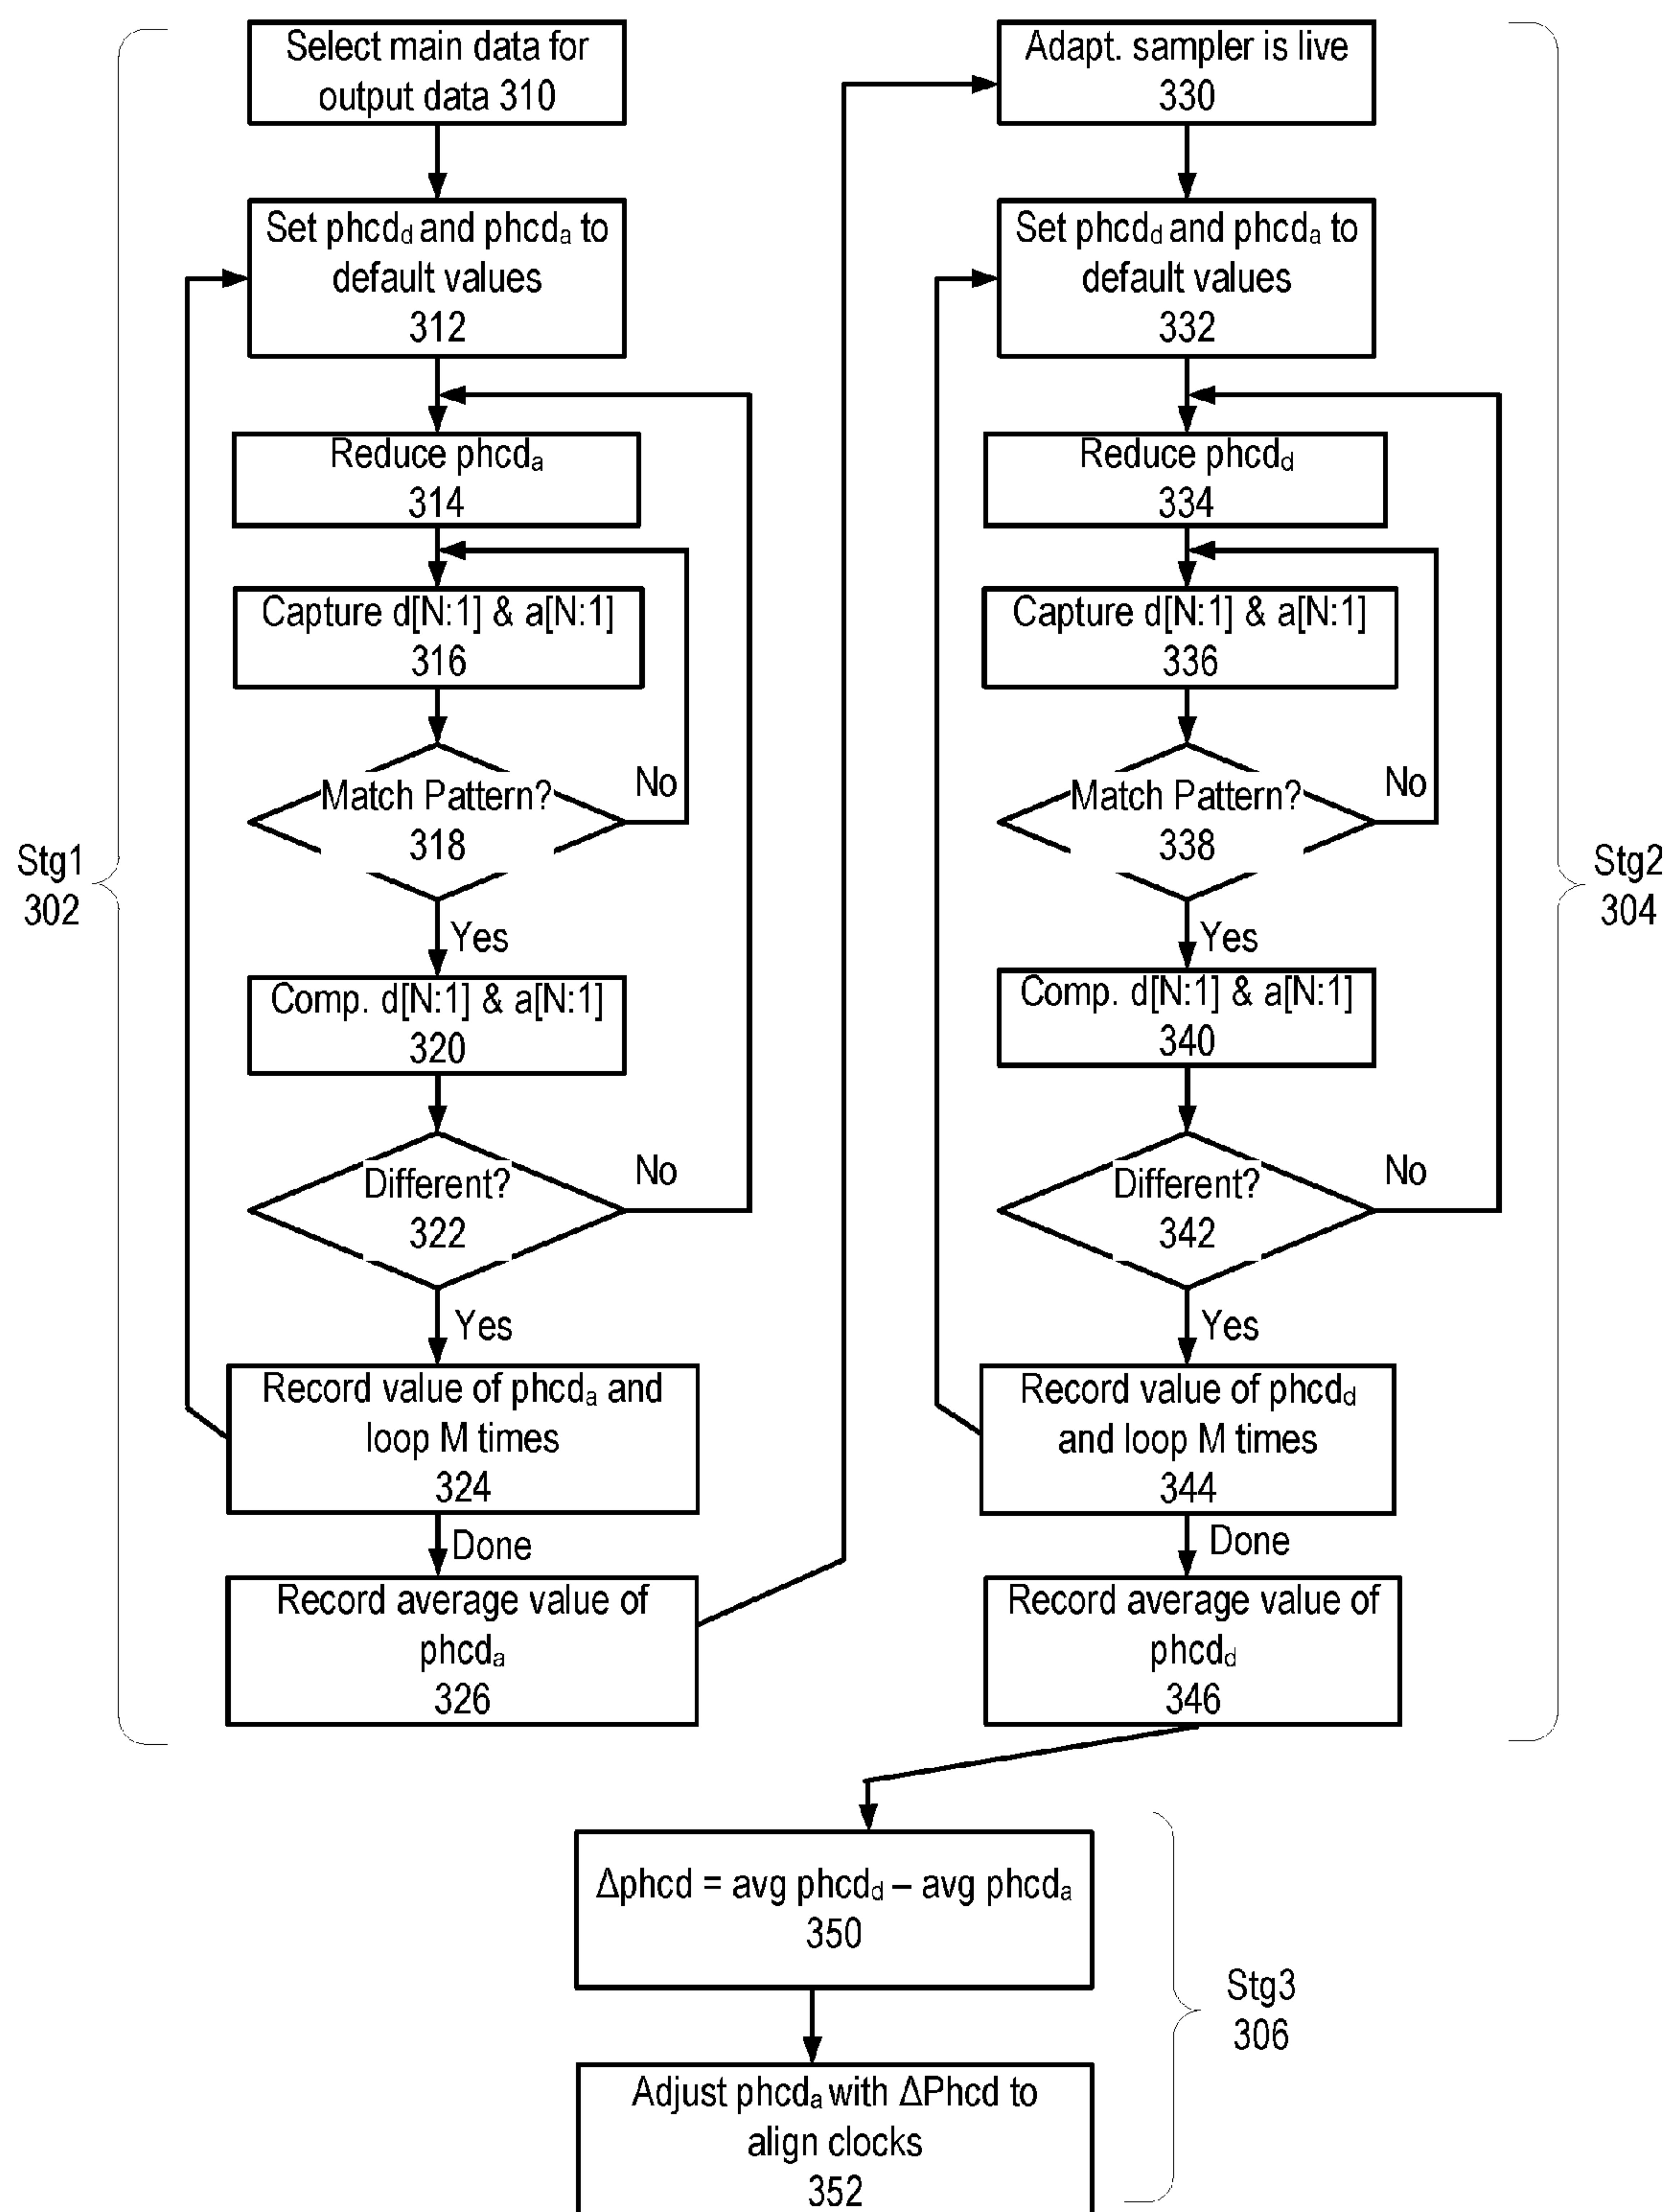 Select main data for
output data 310
Set phcdd and phcda to
default values
312
Reduce phcda
314
Capture d[N:1] & a[N:1]
316
Match Pattern?
318
No
Yes
Comp. d[N:1] & a[N:1]
320
Different?
322
No
Yes
Record value of phcda and
loop M times
324
Done
Record average value of
phcda
326
Stg1
302
Adapt. sampler is live
330
Set phcdd and phcda to
default values
332
Reduce phcdd
334
Capture d[N:1] & a[N:1]
336
Match Pattern?
338
No
Yes
Comp. d[N:1] & a[N:1]
340
Different?
342
No
Yes
Record value of phcdd
and loop M times
344
Done
Record average value of
phcdd
346
Stg2
304
Δphcd = avg phcdd – avg phcda
350
Adjust phcda with ΔPhcd to
align clocks
352
Stg3
306